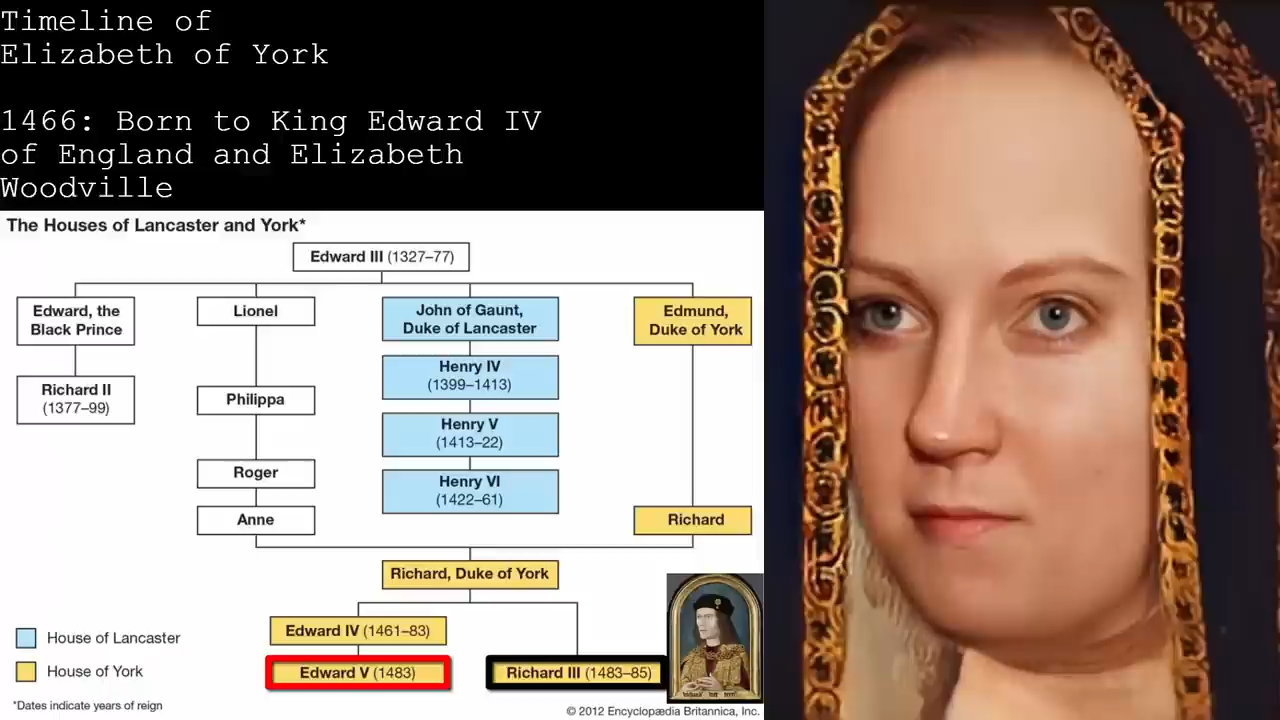 Timeline of
Elizabeth of York
1466: Born to King Edward IV
of England and Elizabeth
Woodville
The Houses of Lancaster and York*
Edward III (1327–77)
Edward, the
Black Prince
Lionel
John of Gaunt,
Duke of Lancaster
Edmund,
Duke of York
Henry IV
(1399–1413)
Richard II
(1377–99)
Philippa
Henry V
(1413–22)
Roger
Henry VI
(1422–61)
Anne
Richard
Richard, Duke of York
Edward IV (1461–83)
House of Lancaster
House of York
Edward V (1483)
Richard III (1483–85)
*Dates indicate years of reign
© 2012 Encyclopædia Britannica, Inc.